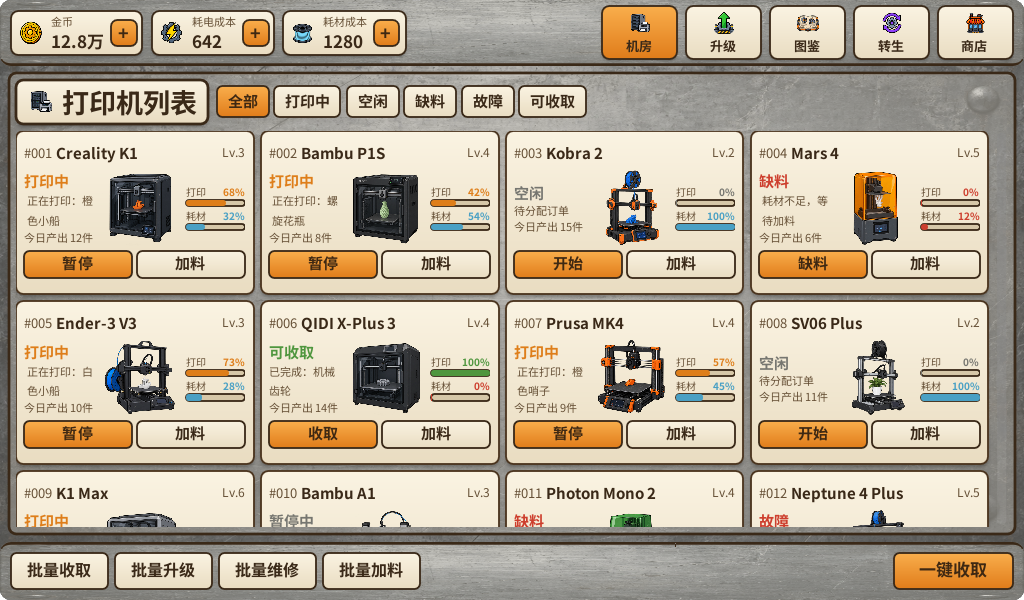 金币
12.8万
+
耗电成本
642
+
耗材成本
1280
+
机房
升级
图鉴
转生
商店
打印机列表
全部
打印中
空闲
缺料
故障
可收取
#001 Creality K1
Lv.3
打印中
正在打印：橙
色小船
今日产出 12件
打印 68%
耗材 32%
暂停
加料
#002 Bambu P1S
Lv.4
打印中
正在打印：螺
旋花瓶
今日产出 8件
打印 42%
耗材 54%
暂停
加料
#003 Kobra 2
Lv.2
空闲
待分配订单
今日产出 15件
打印 0%
耗材 100%
开始
加料
#004 Mars 4
Lv.5
缺料
耗材不足，等
待加料
今日产出 6件
打印 0%
耗材 12%
缺料
加料
#005 Ender-3 V3
Lv.3
打印中
正在打印：白
色小船
今日产出 10件
打印 73%
耗材 28%
暂停
加料
#006 QIDI X-Plus 3
Lv.4
可收取
已完成：机械
齿轮
今日产出 14件
打印 100%
耗材 0%
收取
加料
#007 Prusa MK4
Lv.4
打印中
正在打印：橙
色哨子
今日产出 9件
打印 57%
耗材 45%
暂停
加料
#008 SV06 Plus
Lv.2
空闲
待分配订单
今日产出 11件
打印 0%
耗材 100%
开始
加料
#009 K1 Max
Lv.6
打印中
#010 Bambu A1
Lv.3
暂停中
#011 Photon Mono 2
Lv.4
缺料
#012 Neptune 4 Plus
Lv.5
故障
批量收取
批量升级
批量维修
批量加料
一键收取